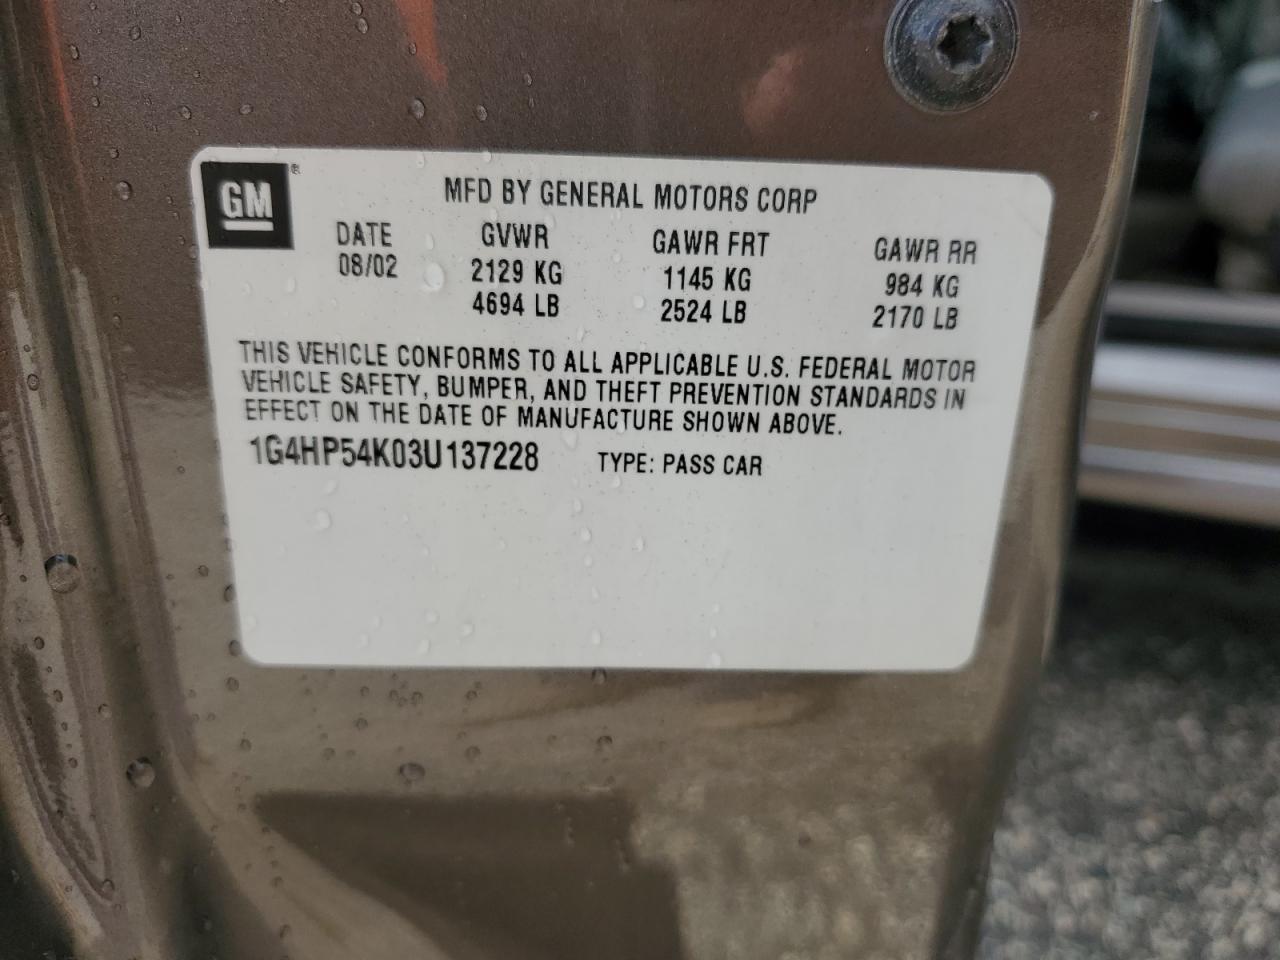 GM®
MFD BY GENERAL MOTORS CORP
DATE GVWR GAWR FRT GAWR RR
08/02 2129 KG 1145 KG 984 KG
4694 LB 2524 LB 2170 LB
THIS VEHICLE CONFORMS TO ALL APPLICABLE U.S. FEDERAL MOTOR
VEHICLE SAFETY, BUMPER, AND THEFT PREVENTION STANDARDS IN
EFFECT ON THE DATE OF MANUFACTURE SHOWN ABOVE.
1G4HP54K03U137228 TYPE: PASS CAR